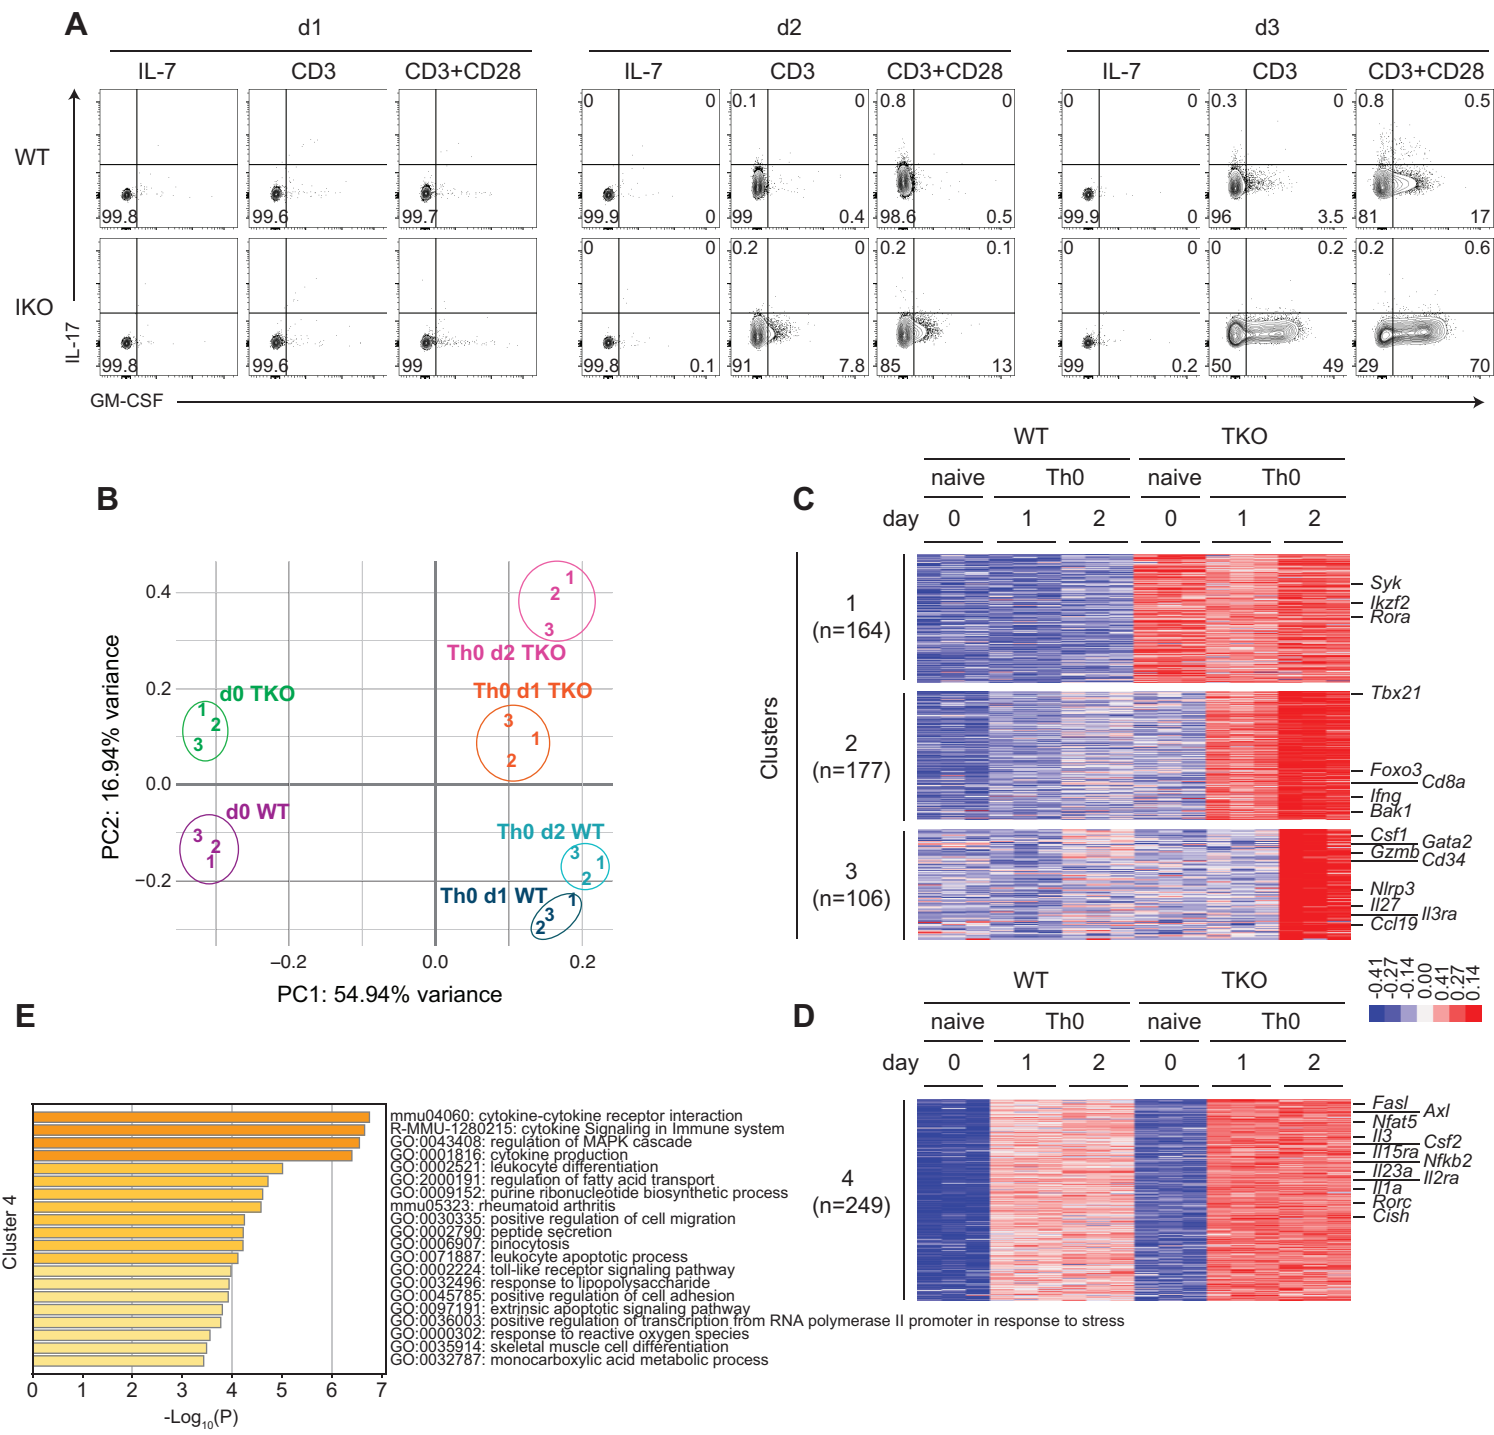 A
d1 d2 d3
IL-7 CD3 CD3+CD28 IL-7 CD3 CD3+CD28 IL-7 CD3 CD3+CD28
0 0 0.1 0 0.8 0 0 0 0.3 0 0.8 0.5
WT
99.8 99.6 99.7 99.9 0 99 0.4 98.6 0.5 99.9 0 96 3.5 81 17
0 0 0.2 0 0.2 0.1 0 0 0 0.2 0.2 0.6
IKO
99.8 99.6 99 99.8 0.1 91 7.8 85 13 99 0.2 50 49 29 70
IL-17
GM-CSF
B
PC2: 16.94% variance
0.4
0.2
0.0
−0.2
1
2
3
Th0 d2 TKO
d0 TKO
1
2
3
Th0 d1 TKO
3
1
2
d0 WT
3
2
1
Th0 d2 WT
3
1
2
Th0 d1 WT
1
3
2
−0.2 0.0 0.2
PC1: 54.94% variance
C
WT TKO
naive Th0 naive Th0
day 0 1 2 0 1 2
Clusters
1
(n=164)
Syk
Ikzf2
Rora
2
(n=177)
Tbx21
Foxo3
Cd8a
Ifng
Bak1
3
(n=106)
Csf1
Gata2
Gzmb
Cd34
Nlrp3
Il27
Il3ra
Ccl19
-0.41
-0.27
-0.14
0.00
0.41
0.27
0.14
D
WT TKO
naive Th0 naive Th0
day 0 1 2 0 1 2
4
(n=249)
Fasl
Axl
Nfat5
Il3
Csf2
Il15ra
Nfkb2
Il23a
Il2ra
Il1a
Rorc
Cish
E
Cluster 4
mmu04060: cytokine-cytokine receptor interaction
R-MMU-1280215: cytokine Signaling in Immune system
GO:0043408: regulation of MAPK cascade
GO:0001816: cytokine production
GO:0002521: leukocyte differentiation
GO:2000191: regulation of fatty acid transport
GO:0009152: purine ribonucleotide biosynthetic process
mmu05323: rheumatoid arthritis
GO:0030335: positive regulation of cell migration
GO:0002790: peptide secretion
GO:0006907: pinocytosis
GO:0071887: leukocyte apoptotic process
GO:0002224: toll-like receptor signaling pathway
GO:0032496: response to lipopolysaccharide
GO:0045785: positive regulation of cell adhesion
GO:0097191: extrinsic apoptotic signaling pathway
GO:0036003: positive regulation of transcription from RNA polymerase II promoter in response to stress
GO:0000302: response to reactive oxygen species
GO:0035914: skeletal muscle cell differentiation
GO:0032787: monocarboxylic acid metabolic process
0 1 2 3 4 5 6 7
-Log10(P)